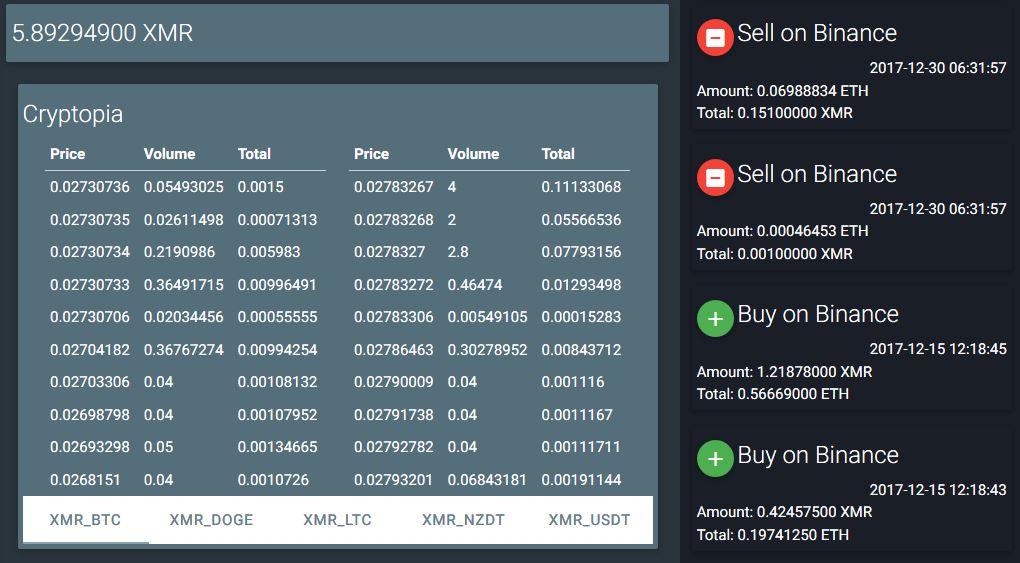 5.89294900 XMR
Cryptopia
Price Volume Total Price Volume Total
0.02730736 0.05493025 0.0015 0.02783267 4 0.11133068
0.02730735 0.02611498 0.00071313 0.02783268 2 0.05566536
0.02730734 0.2190986 0.005983 0.0278327 2.8 0.07793156
0.02730733 0.36491715 0.00996491 0.02783272 0.46474 0.01293498
0.02730706 0.02034456 0.00055555 0.02783306 0.00549105 0.00015283
0.02704182 0.36767274 0.00994254 0.02786463 0.30278952 0.00843712
0.02703306 0.04 0.00108132 0.02790009 0.04 0.001116
0.02698798 0.04 0.00107952 0.02791738 0.04 0.0011167
0.02693298 0.05 0.00134665 0.02792782 0.04 0.00111711
0.0268151 0.04 0.0010726 0.02793201 0.06843181 0.00191144
XMR_BTC XMR_DOGE XMR_LTC XMR_NZDT XMR_USDT
Sell on Binance
2017-12-30 06:31:57
Amount: 0.06988834 ETH
Total: 0.15100000 XMR
Sell on Binance
2017-12-30 06:31:57
Amount: 0.00046453 ETH
Total: 0.00100000 XMR
Buy on Binance
2017-12-15 12:18:45
Amount: 1.21878000 XMR
Total: 0.56669000 ETH
Buy on Binance
2017-12-15 12:18:43
Amount: 0.42457500 XMR
Total: 0.19741250 ETH